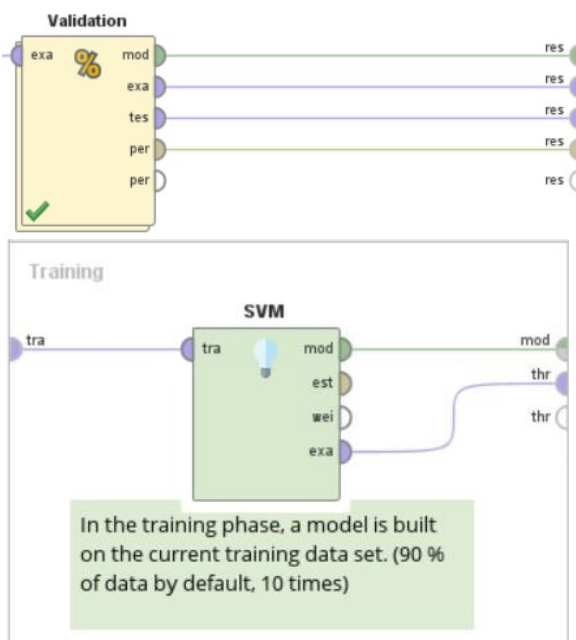 Validation
exa % mod res
exa res
tes res
per res
per res
Training
SVM
tra tra mod mod
est thr
wei thr
exa
In the training phase, a model is built
on the current training data set. (90 %
of data by default, 10 times)